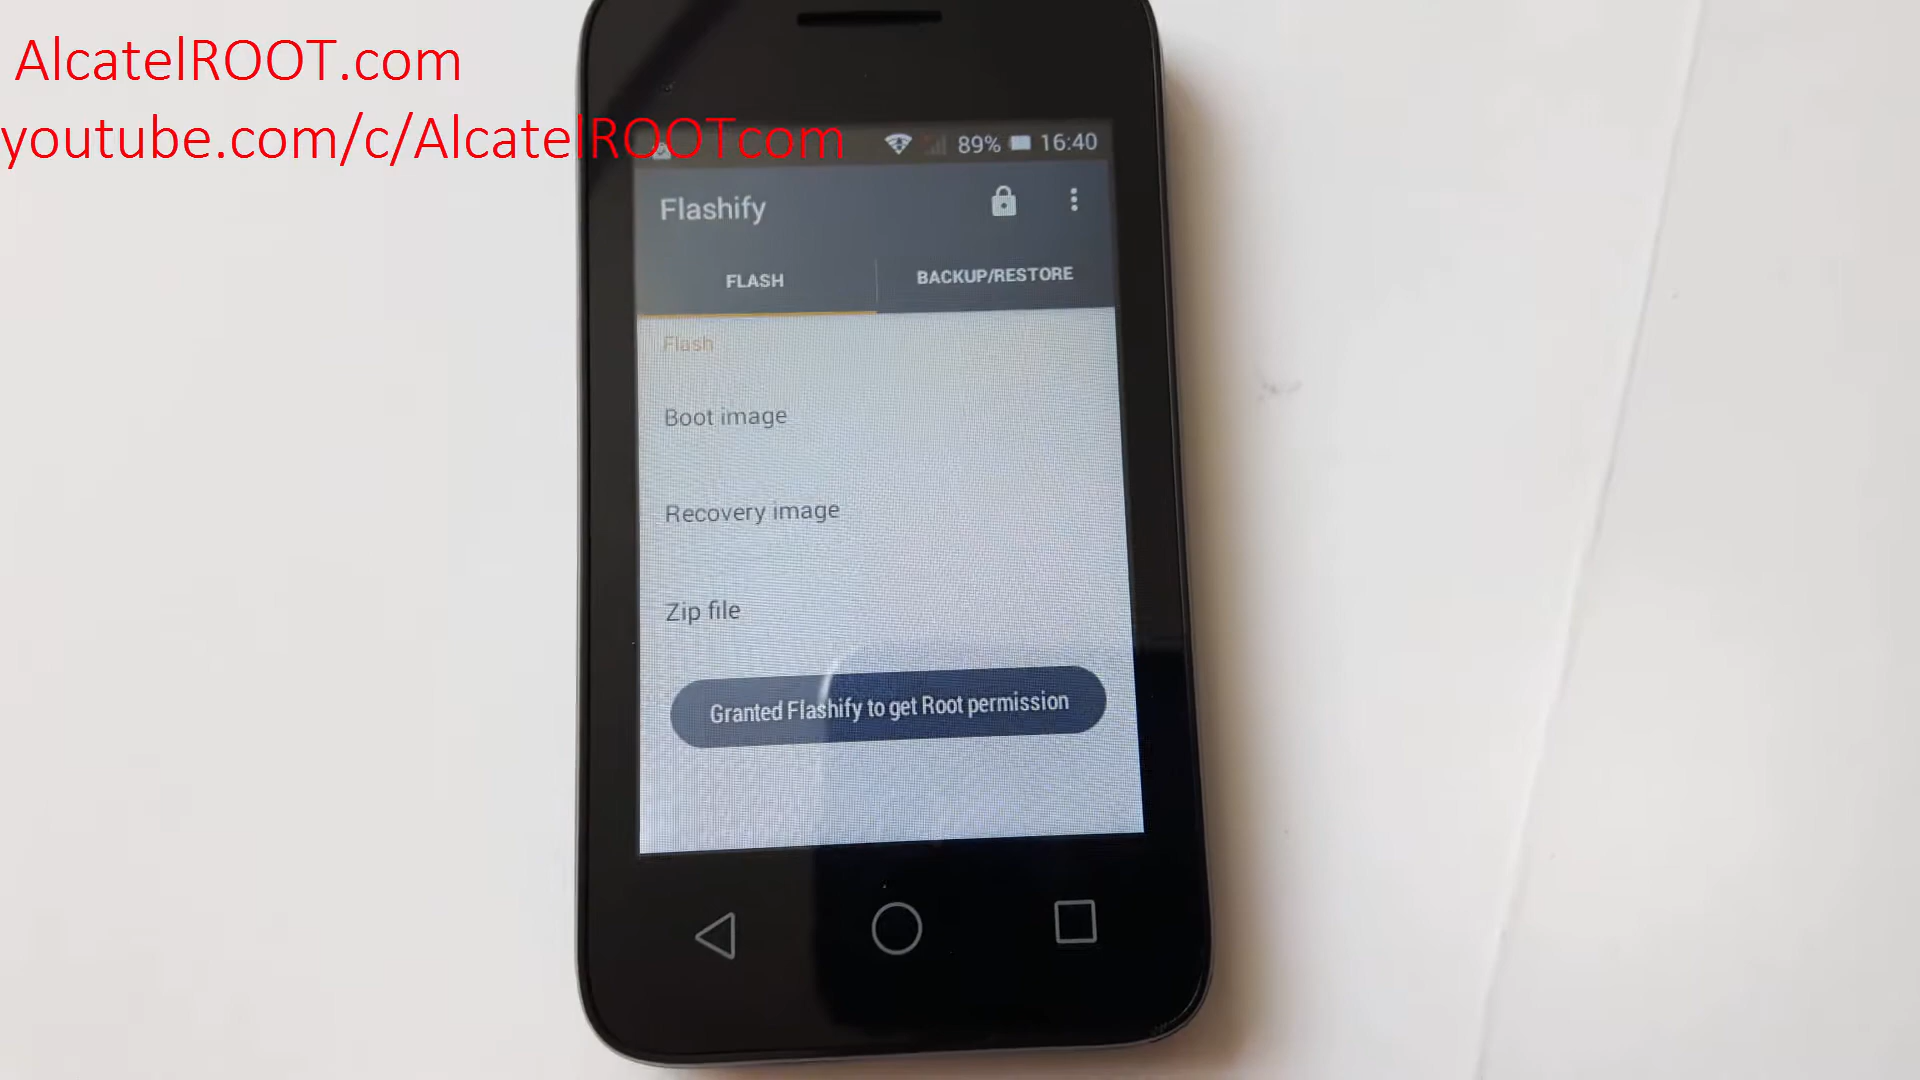 AlcatelROOT.com
youtube.com/c/AlcatelROOTcom
89% 16:40
Flashify
FLASH BACKUP/RESTORE
Flash
Boot image
Recovery image
Zip file
Granted Flashify to get Root permission